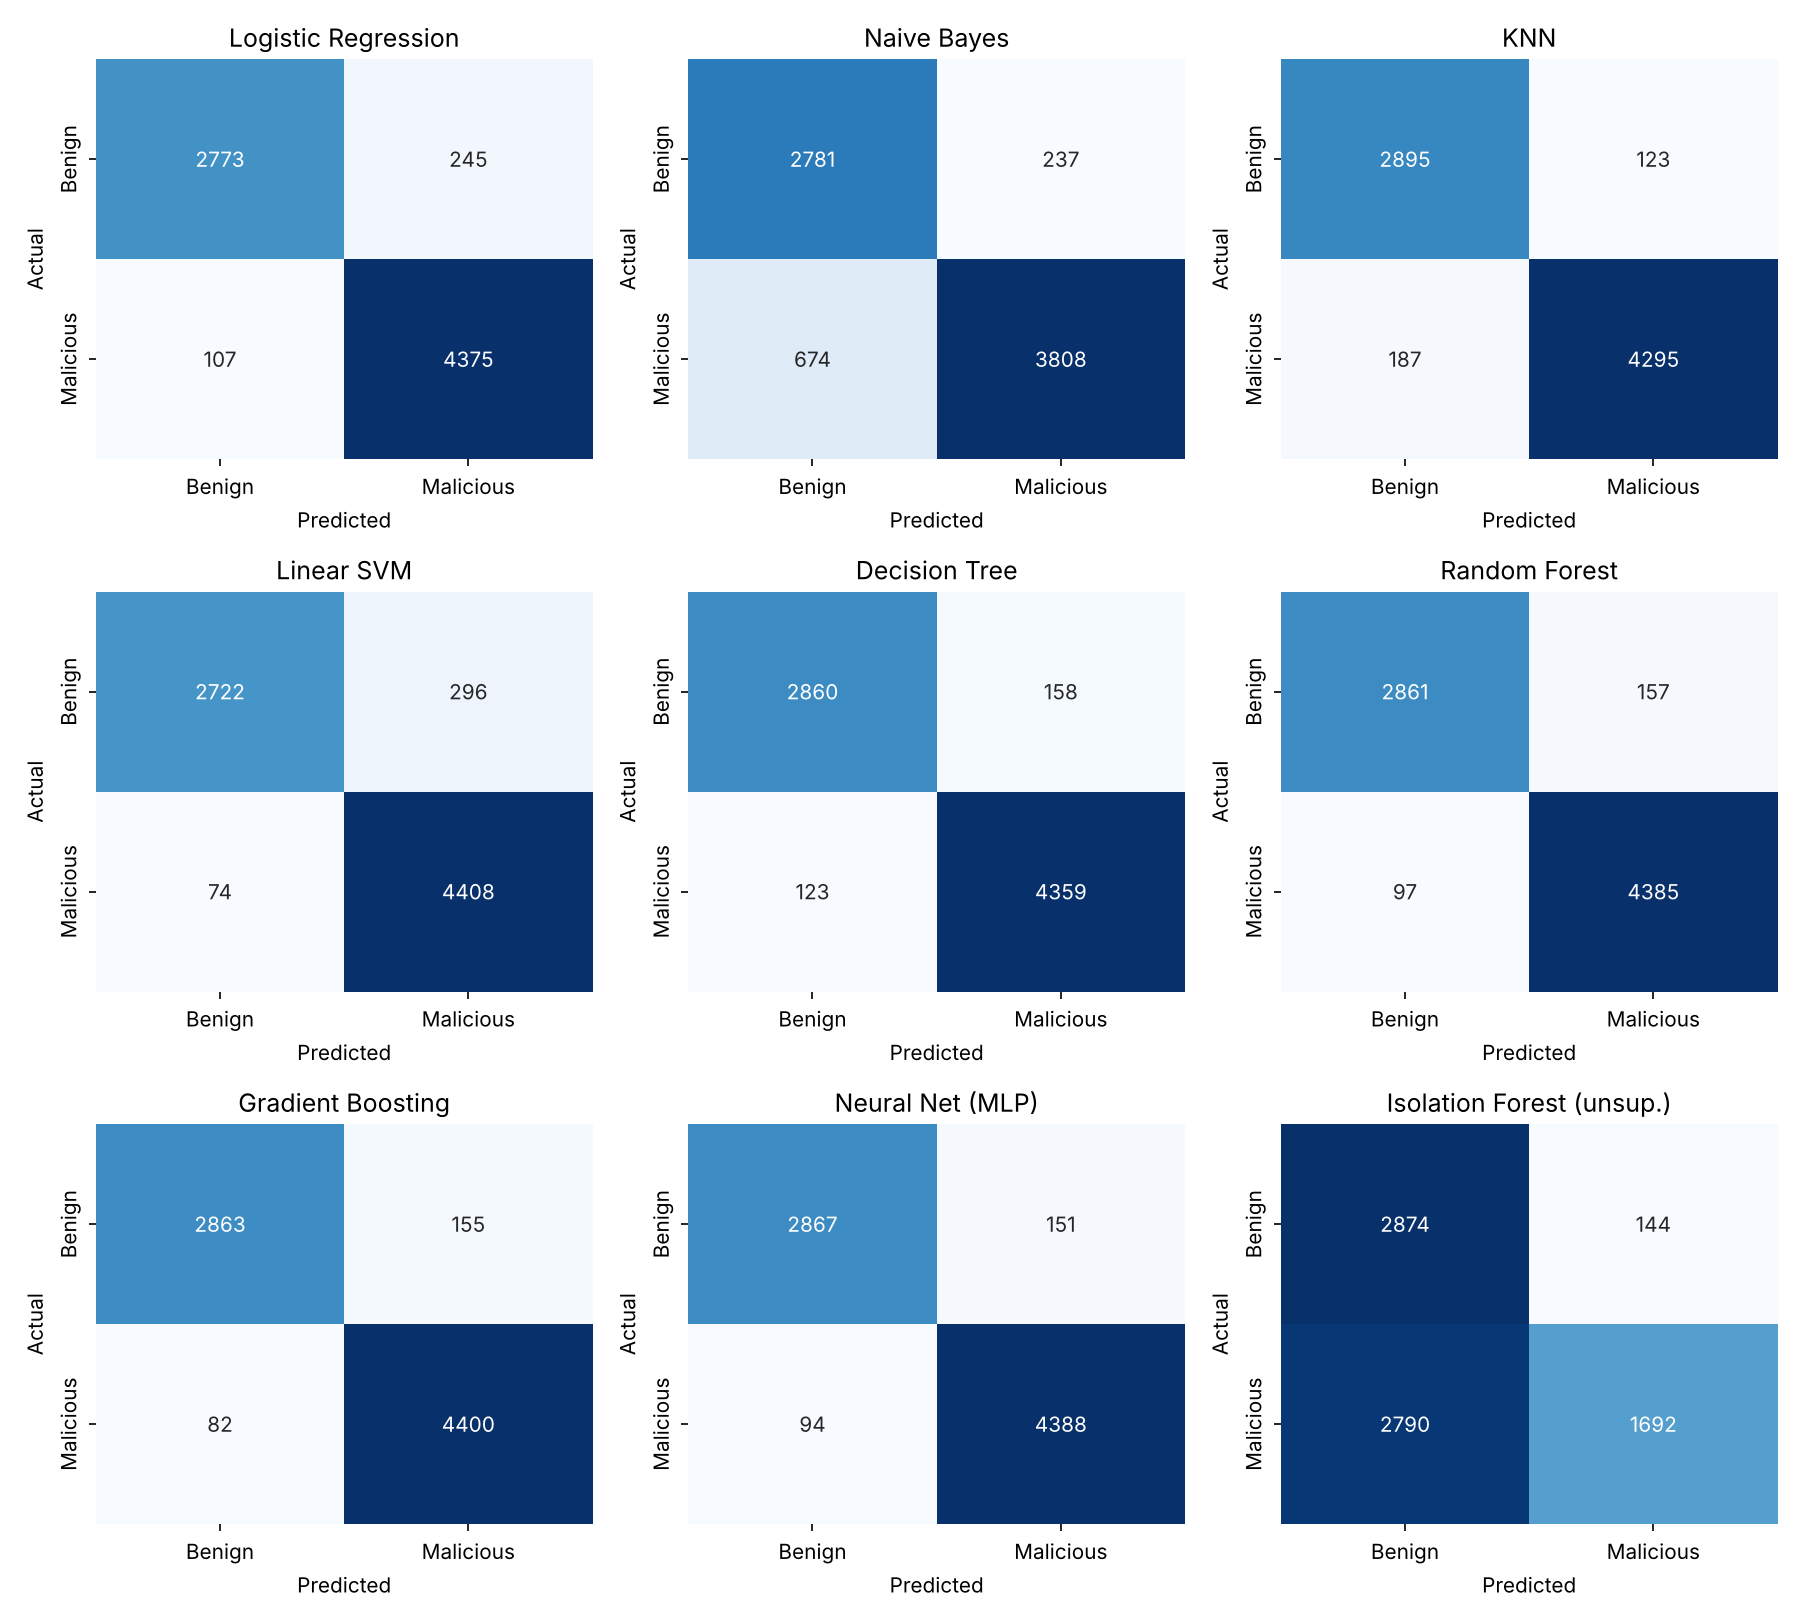 Logistic Regression
Naive Bayes
KNN
Benign
2773
245
Benign
2781
237
Benign
2895
123
Actual
Actual
Actual
Malicious
107
4375
Malicious
674
3808
Malicious
187
4295
Benign
Malicious
Benign
Malicious
Benign
Malicious
Predicted
Predicted
Predicted
Linear SVM
Decision Tree
Random Forest
Benign
2722
296
Benign
2860
158
Benign
2861
157
Actual
Actual
Actual
Malicious
74
4408
Malicious
123
4359
Malicious
97
4385
Benign
Malicious
Benign
Malicious
Benign
Malicious
Predicted
Predicted
Predicted
Gradient Boosting
Neural Net (MLP)
Isolation Forest (unsup.)
Benign
2863
155
Benign
2867
151
Benign
2874
144
Actual
Actual
Actual
Malicious
82
4400
Malicious
94
4388
Malicious
2790
1692
Benign
Malicious
Benign
Malicious
Benign
Malicious
Predicted
Predicted
Predicted